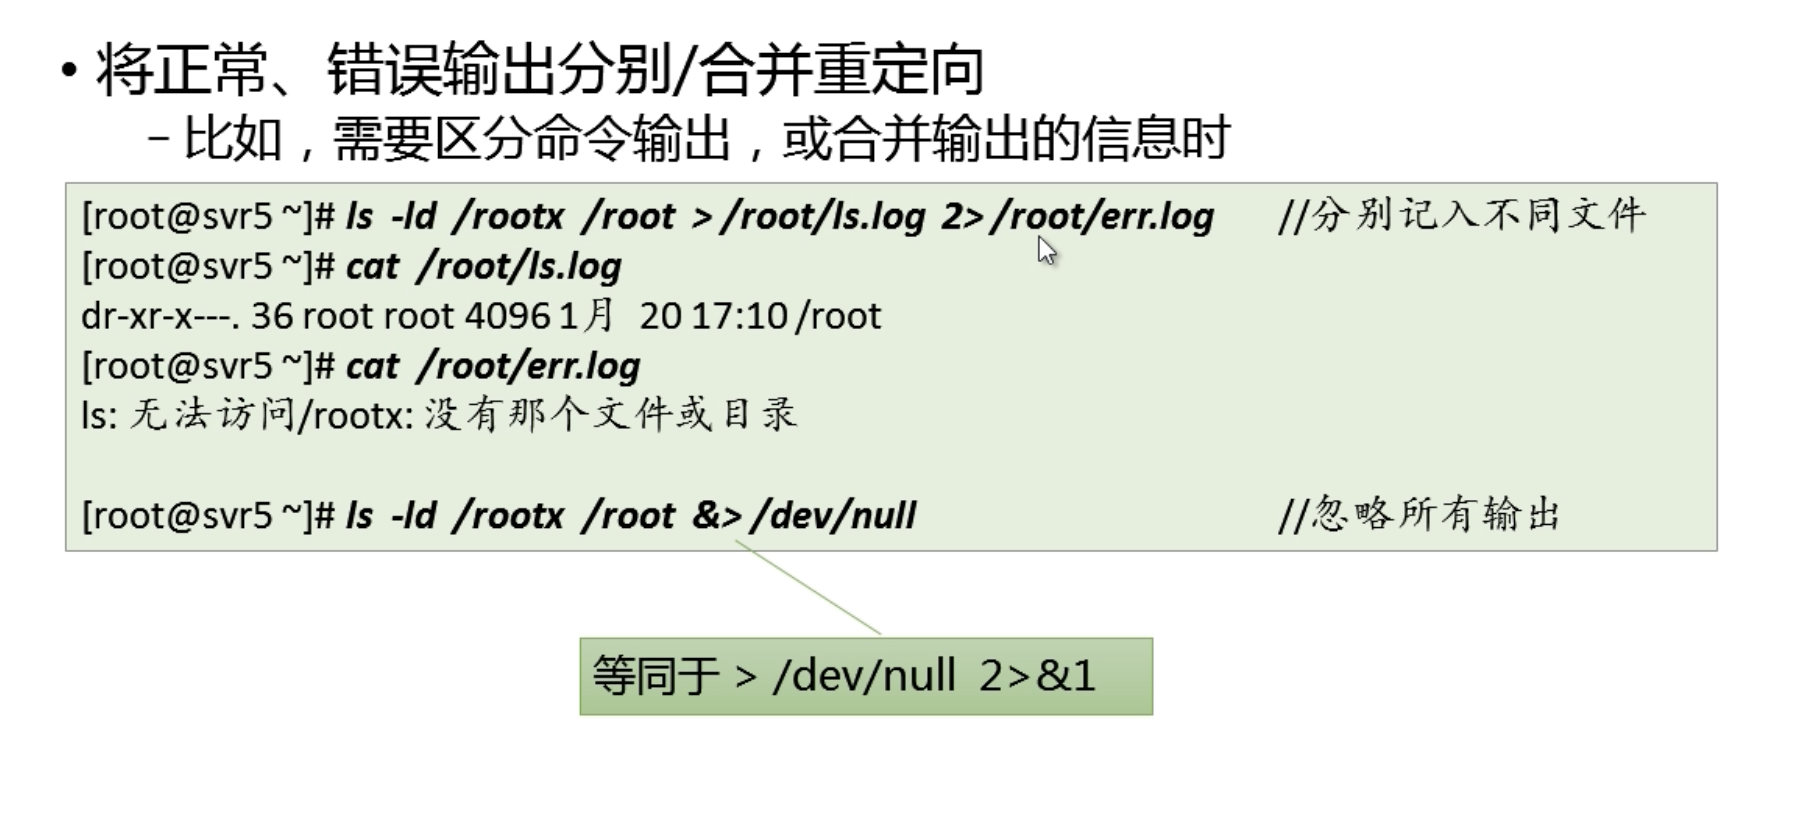 • 将正常、错误输出分别/合并重定向
– 比如，需要区分命令输出，或合并输出的信息时
[root@svr5 ~]# ls -ld /rootx /root > /root/ls.log 2> /root/err.log //分别记入不同文件
[root@svr5 ~]# cat /root/ls.log
dr-xr-x---. 36 root root 4096 1月 20 17:10 /root
[root@svr5 ~]# cat /root/err.log
ls: 无法访问/rootx: 没有那个文件或目录
[root@svr5 ~]# ls -ld /rootx /root &> /dev/null //忽略所有输出
等同于 > /dev/null 2>&1